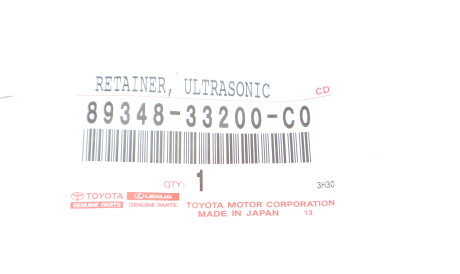 RETAINER, ULTRASONIC
CD
89348-33200-C0
QTY: 1
3H30
TOYOTA LEXUS
GENUINE PARTS GENUINE PARTS
TOYOTA MOTOR CORPORATION
MADE IN JAPAN 13